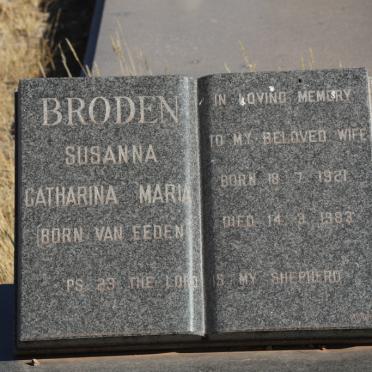 BRODEN
SUSANNA
CATHARINA MARIA
(BORN VAN EEDEN)
IN LOVING MEMORY
TO MY BELOVED WIFE
BORN 18 7 1921
DIED 14 3 1983
PS 23 THE LORD IS MY SHEPHERD